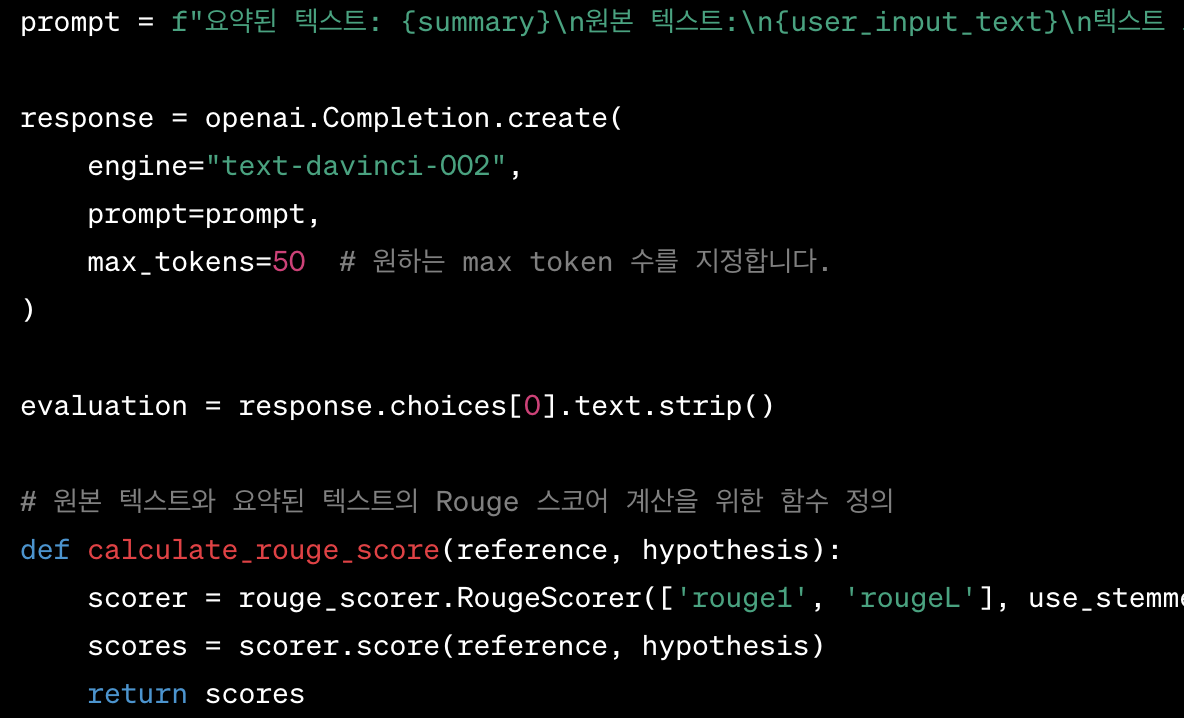 prompt = f"요약된 텍스트: {summary}\n원본 텍스트:\n{user_input_text}\n텍스트
response = openai.Completion.create(
    engine="text-davinci-002",
    prompt=prompt,
    max_tokens=50  # 원하는 max token 수를 지정합니다.
)
evaluation = response.choices[0].text.strip()
# 원본 텍스트와 요약된 텍스트의 Rouge 스코어 계산을 위한 함수 정의
def calculate_rouge_score(reference, hypothesis):
    scorer = rouge_scorer.RougeScorer(['rouge1', 'rougeL'], use_stemme
    scores = scorer.score(reference, hypothesis)
    return scores